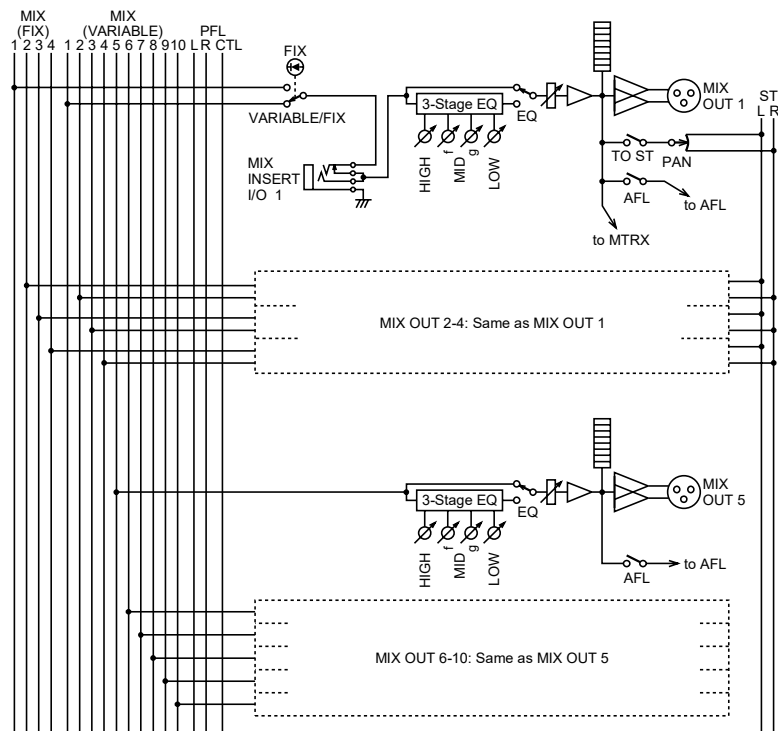 MIX
(FIX)
1 2 3 4
MIX
(VARIABLE)
1 2 3 4 5 6 7 8 9 10
PFL
L R CTL
FIX
VARIABLE/FIX
MIX
INSERT
I/O 1
3-Stage EQ
EQ
HIGH
f
MID
g
LOW
MIX
OUT 1
ST
L R
TO ST
PAN
AFL
to AFL
to MTRX
MIX OUT 2-4: Same as MIX OUT 1
3-Stage EQ
EQ
HIGH
f
MID
g
LOW
MIX
OUT 5
AFL
to AFL
MIX OUT 6-10: Same as MIX OUT 5